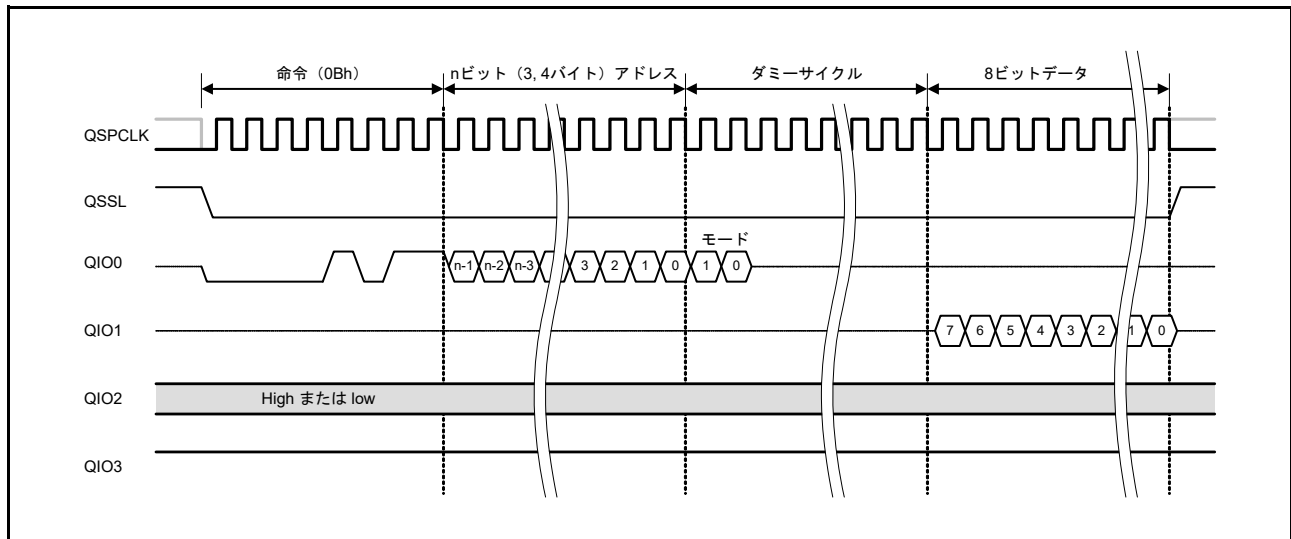 命令（0Bh）
nビット（3, 4バイト）アドレス
ダミーサイクル
8ビットデータ
QSPCLK
QSSL
モード
QIO0
n-1 n-2 n-3 3 2 1 0 1 0
QIO1
7 6 5 4 3 2 1 0
QIO2
High または low
QIO3